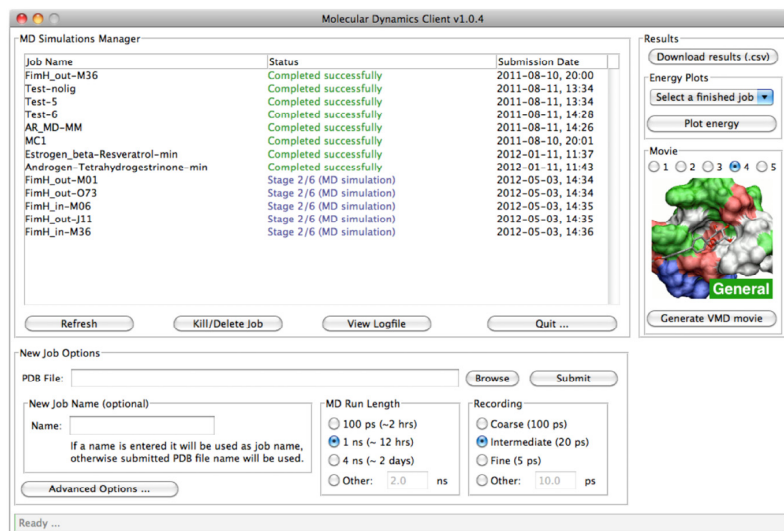 Molecular Dynamics Client v1.0.4
MD Simulations Manager
Job Name Status Submission Date
FimH_out-M36 Completed successfully 2011-08-10, 20:00
Test-nolig Completed successfully 2011-08-11, 13:34
Test-5 Completed successfully 2011-08-11, 13:34
Test-6 Completed successfully 2011-08-11, 14:28
AR_MD-MM Completed successfully 2011-08-11, 14:26
MC1 Completed successfully 2011-08-10, 20:01
Estrogen_beta-Resveratrol-min Completed successfully 2012-01-11, 11:37
Androgen-Tetrahydrogestrinone-min Completed successfully 2012-01-11, 11:43
FimH_out-M01 Stage 2/6 (MD simulation) 2012-05-03, 14:34
FimH_out-O73 Stage 2/6 (MD simulation) 2012-05-03, 14:34
FimH_in-M06 Stage 2/6 (MD simulation) 2012-05-03, 14:35
FimH_out-J11 Stage 2/6 (MD simulation) 2012-05-03, 14:35
FimH_in-M36 Stage 2/6 (MD simulation) 2012-05-03, 14:36
Refresh Kill/Delete Job View Logfile Quit ...
Results
Download results (.csv)
Energy Plots
Select a finished job
Plot energy
Movie
1 2 3 4 5
General
Generate VMD movie
New Job Options
PDB File: Browse Submit
New Job Name (optional)
Name:
If a name is entered it will be used as job name,
otherwise submitted PDB file name will be used.
Advanced Options ...
MD Run Length
100 ps (~2 hrs)
1 ns (~ 12 hrs)
4 ns (~ 2 days)
Other: 2.0 ns
Recording
Coarse (100 ps)
Intermediate (20 ps)
Fine (5 ps)
Other: 10.0 ps
Ready ...